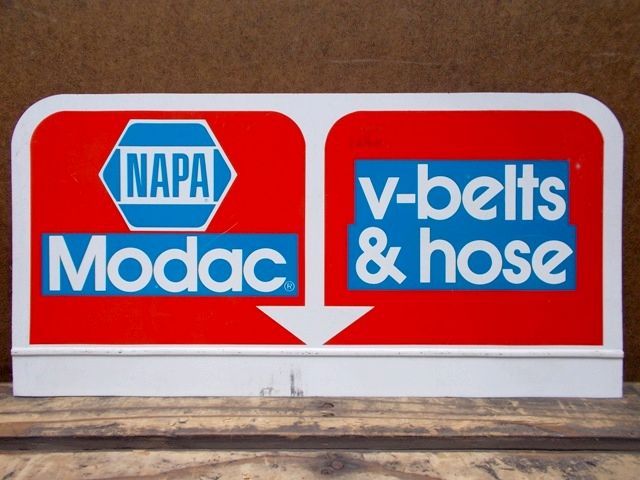 NAPA
Modac®
v-belts
& hose